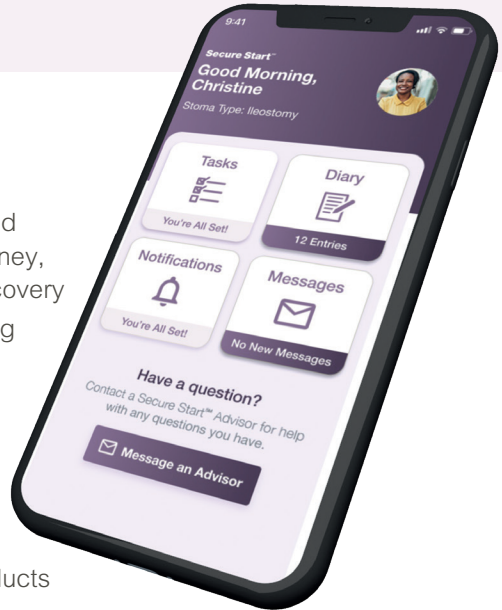 9:41
Secure Start℠
Good Morning,
Christine
Stoma Type: Ileostomy
Tasks
You're All Set!
Diary
12 Entries
Notifications
You're All Set!
Messages
No New Messages
Have a question?
Contact a Secure Start℠ Advisor for help
with any questions you have.
Message an Advisor